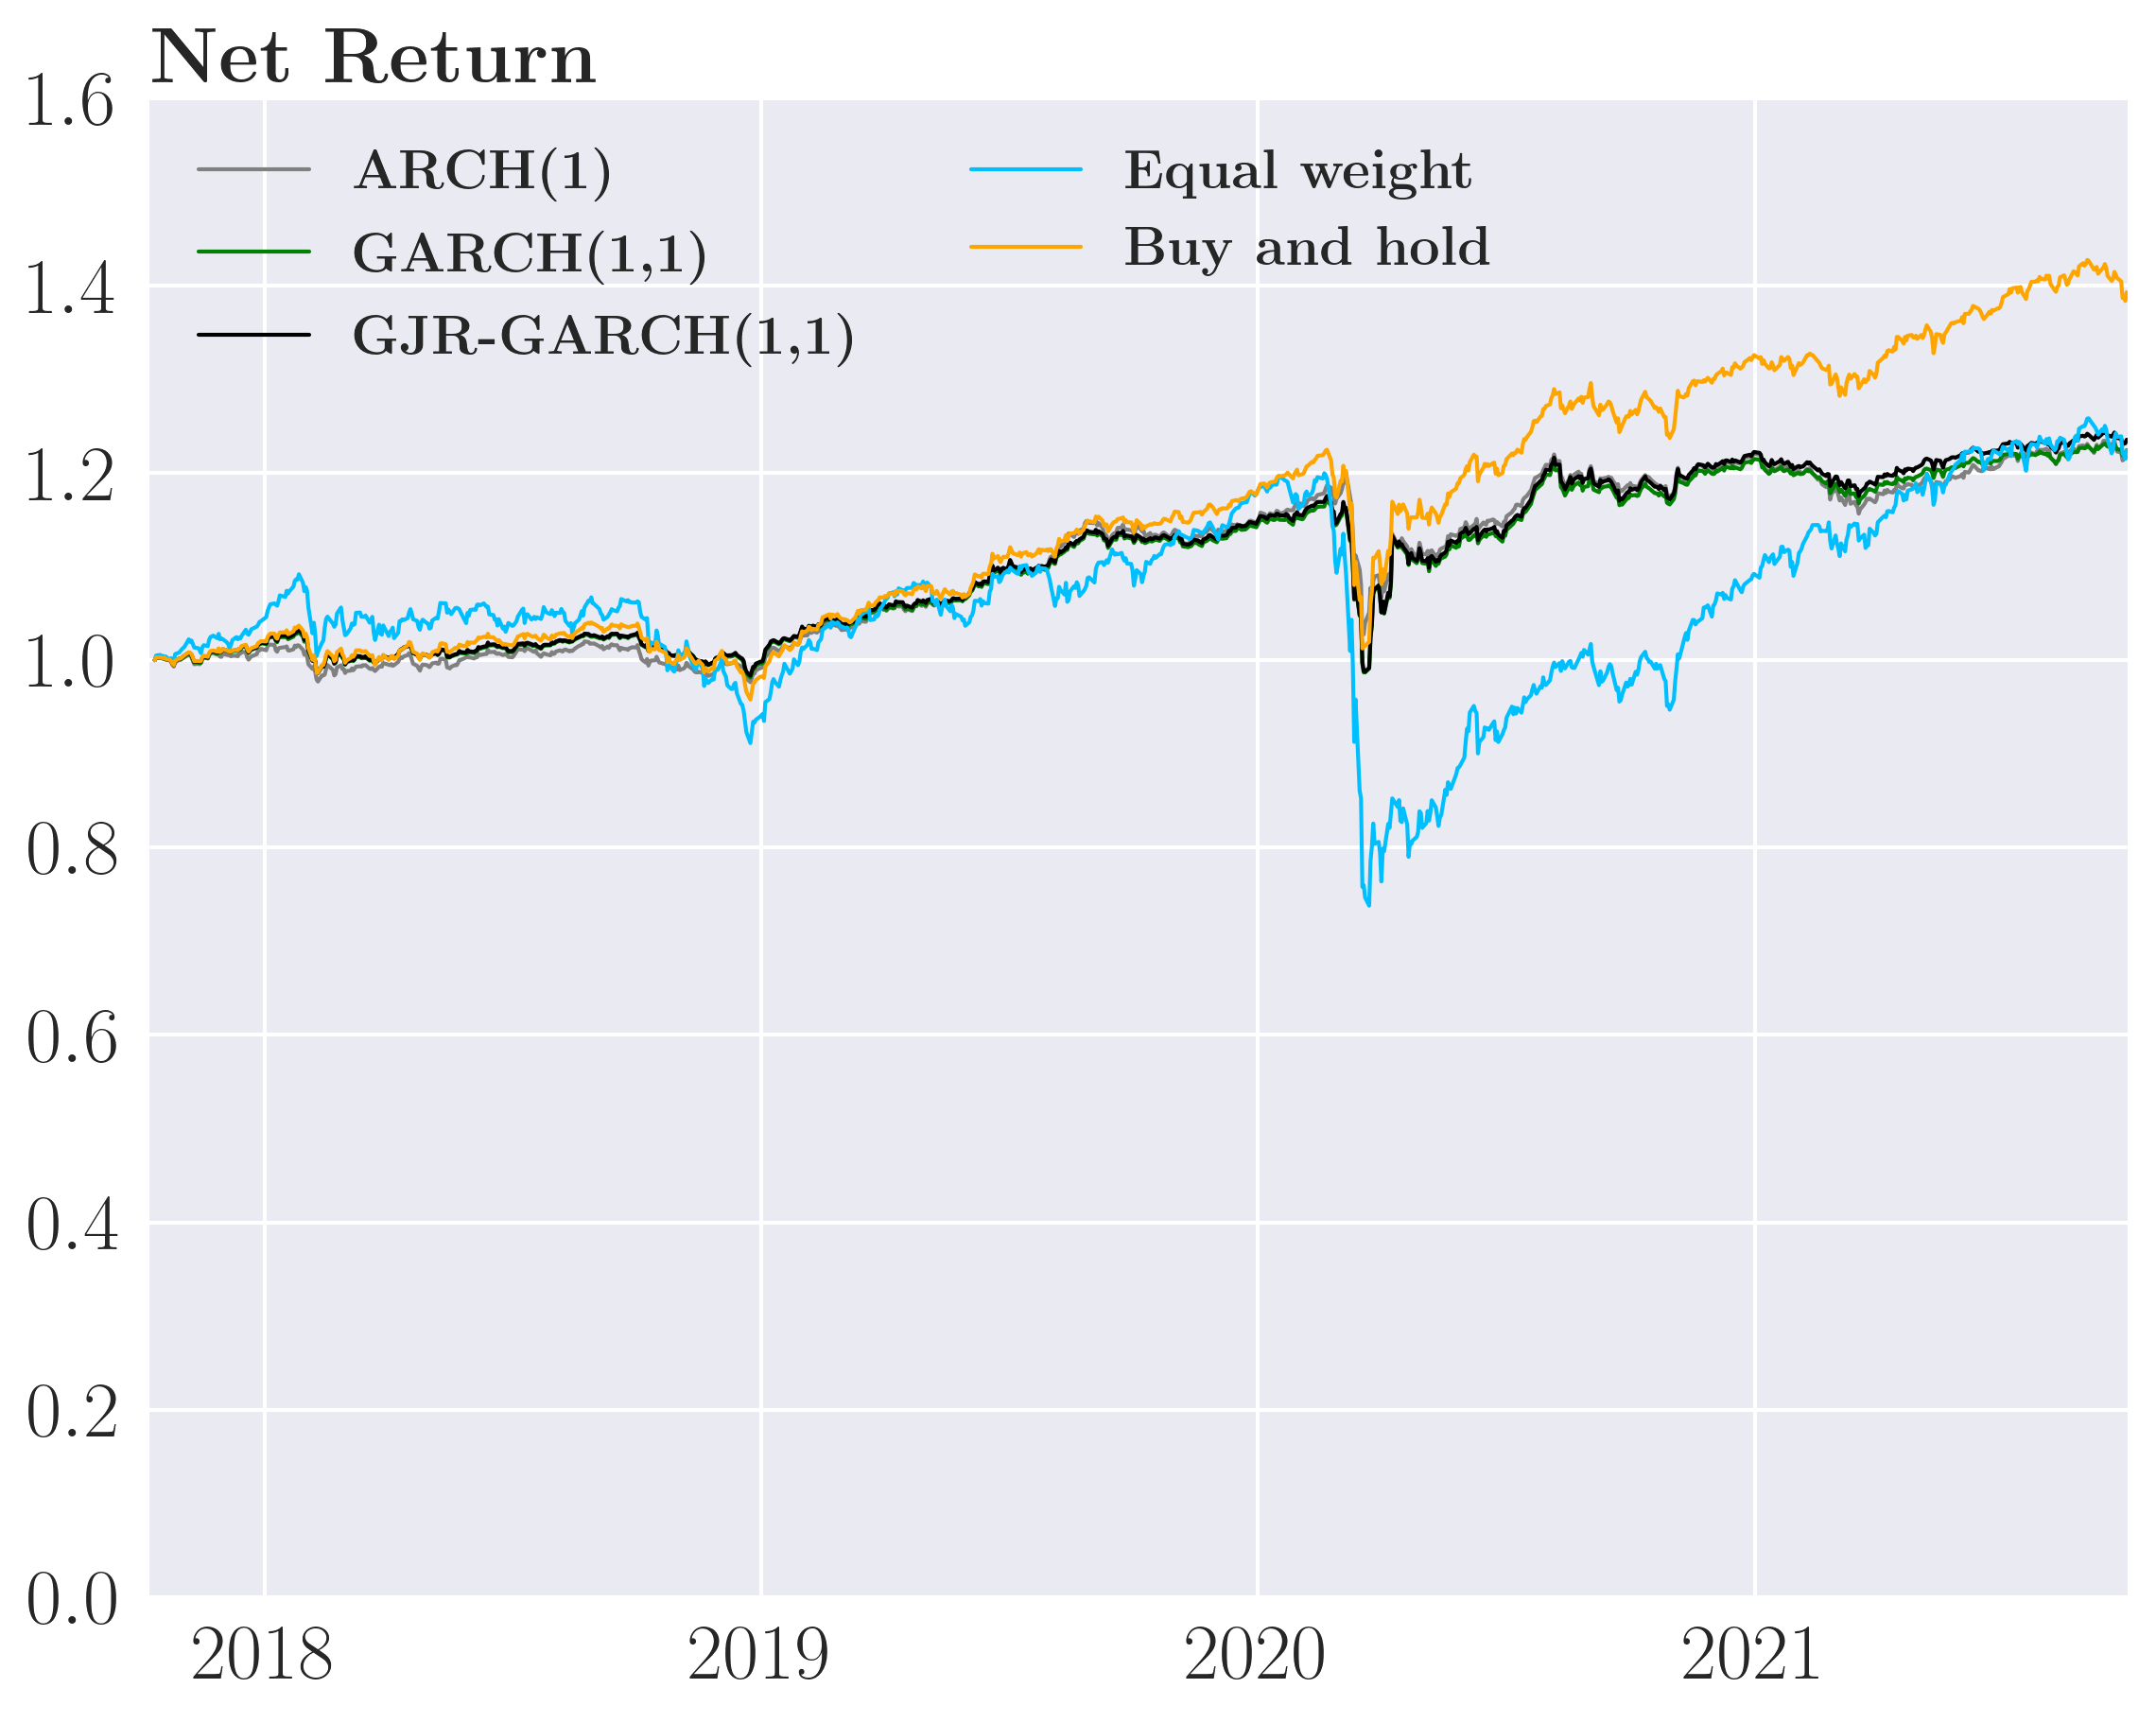 Net Return
1.6
1.4
1.2
1.0
0.8
0.6
0.4
0.2
0.0
ARCH(1)
GARCH(1,1)
GJR-GARCH(1,1)
Equal weight
Buy and hold
2018 2019 2020 2021